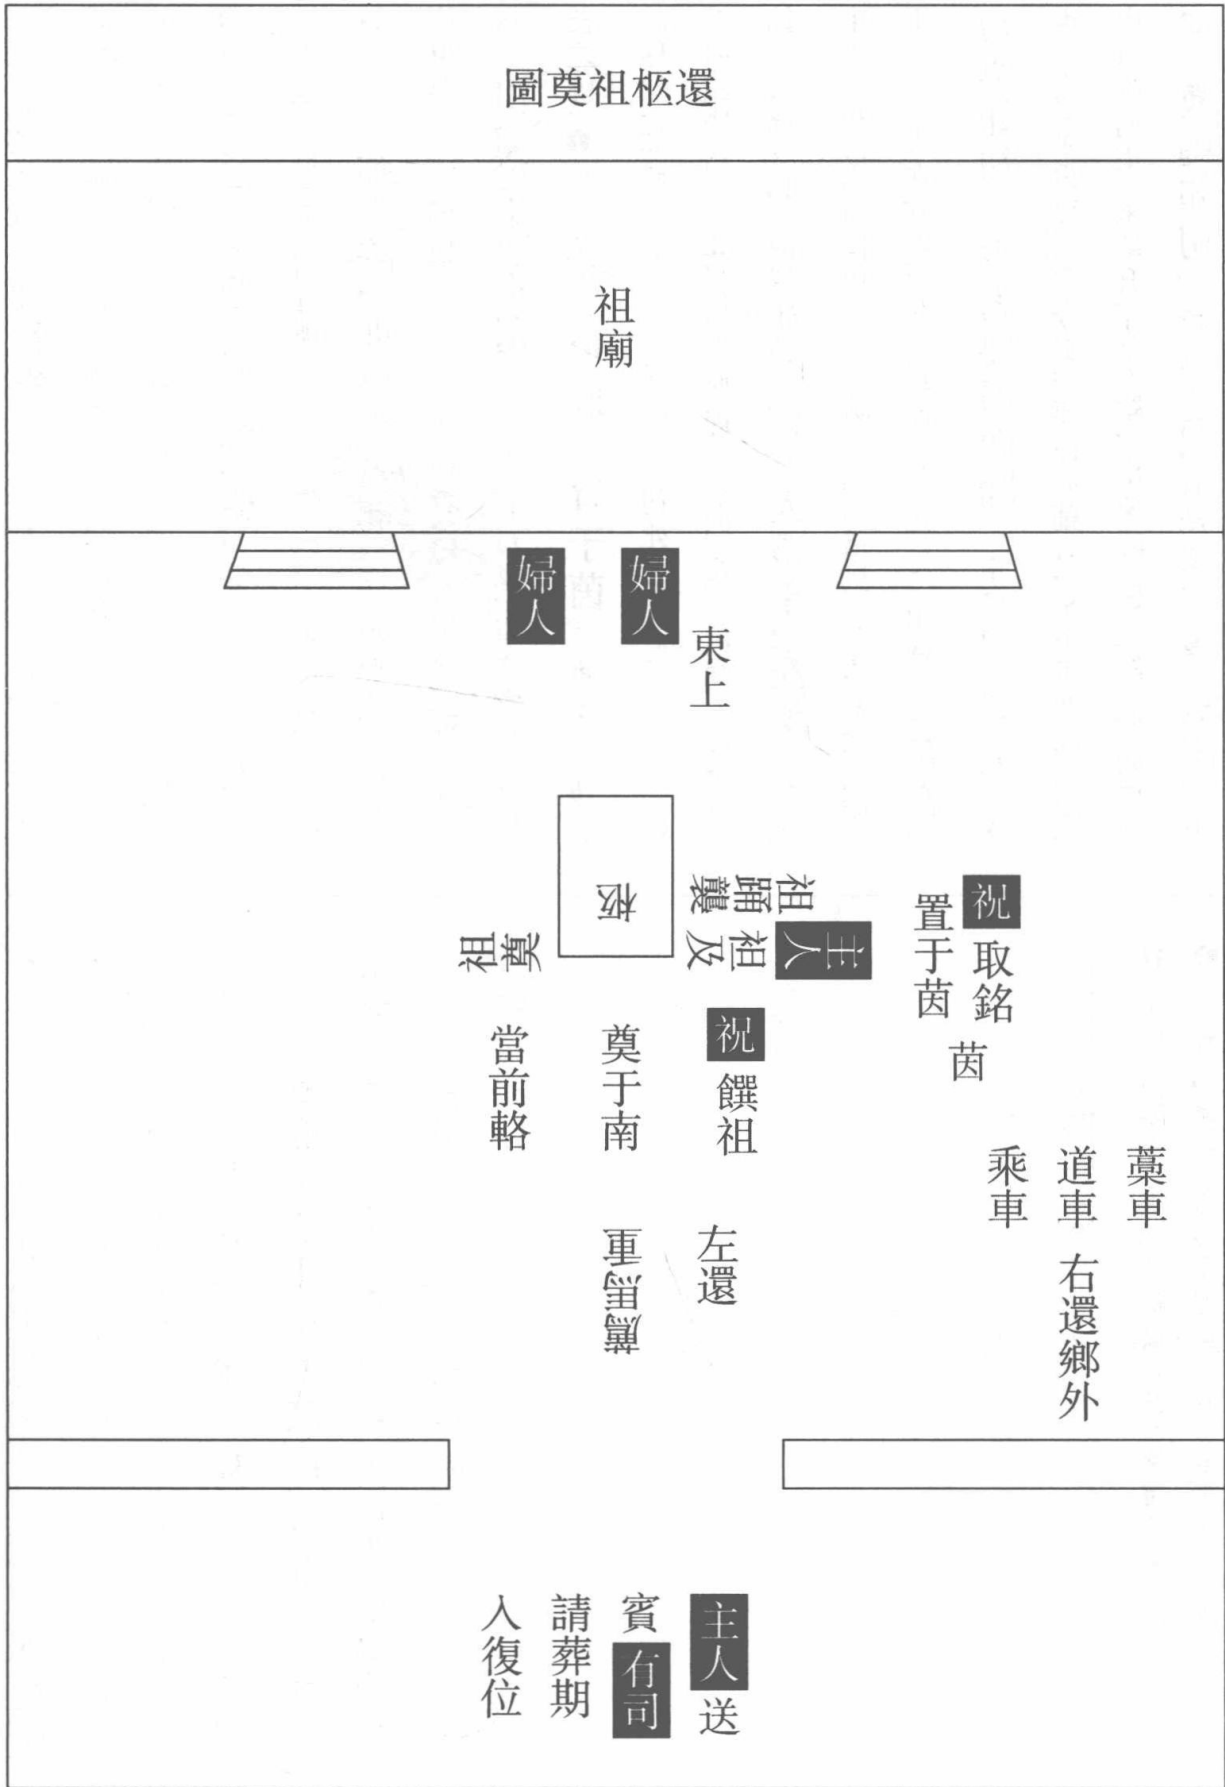 還柩祖奠圖
祖廟
東上
婦人
婦人
柩
主人袒及
祖踊襲
祖奠
祝取銘
置于茵
茵
祝饌祖
奠于南
當前輅
藁車
道車
乘車
右還鄉外
左還
薦馬重
主人送
賓有司
請葬期
入復位